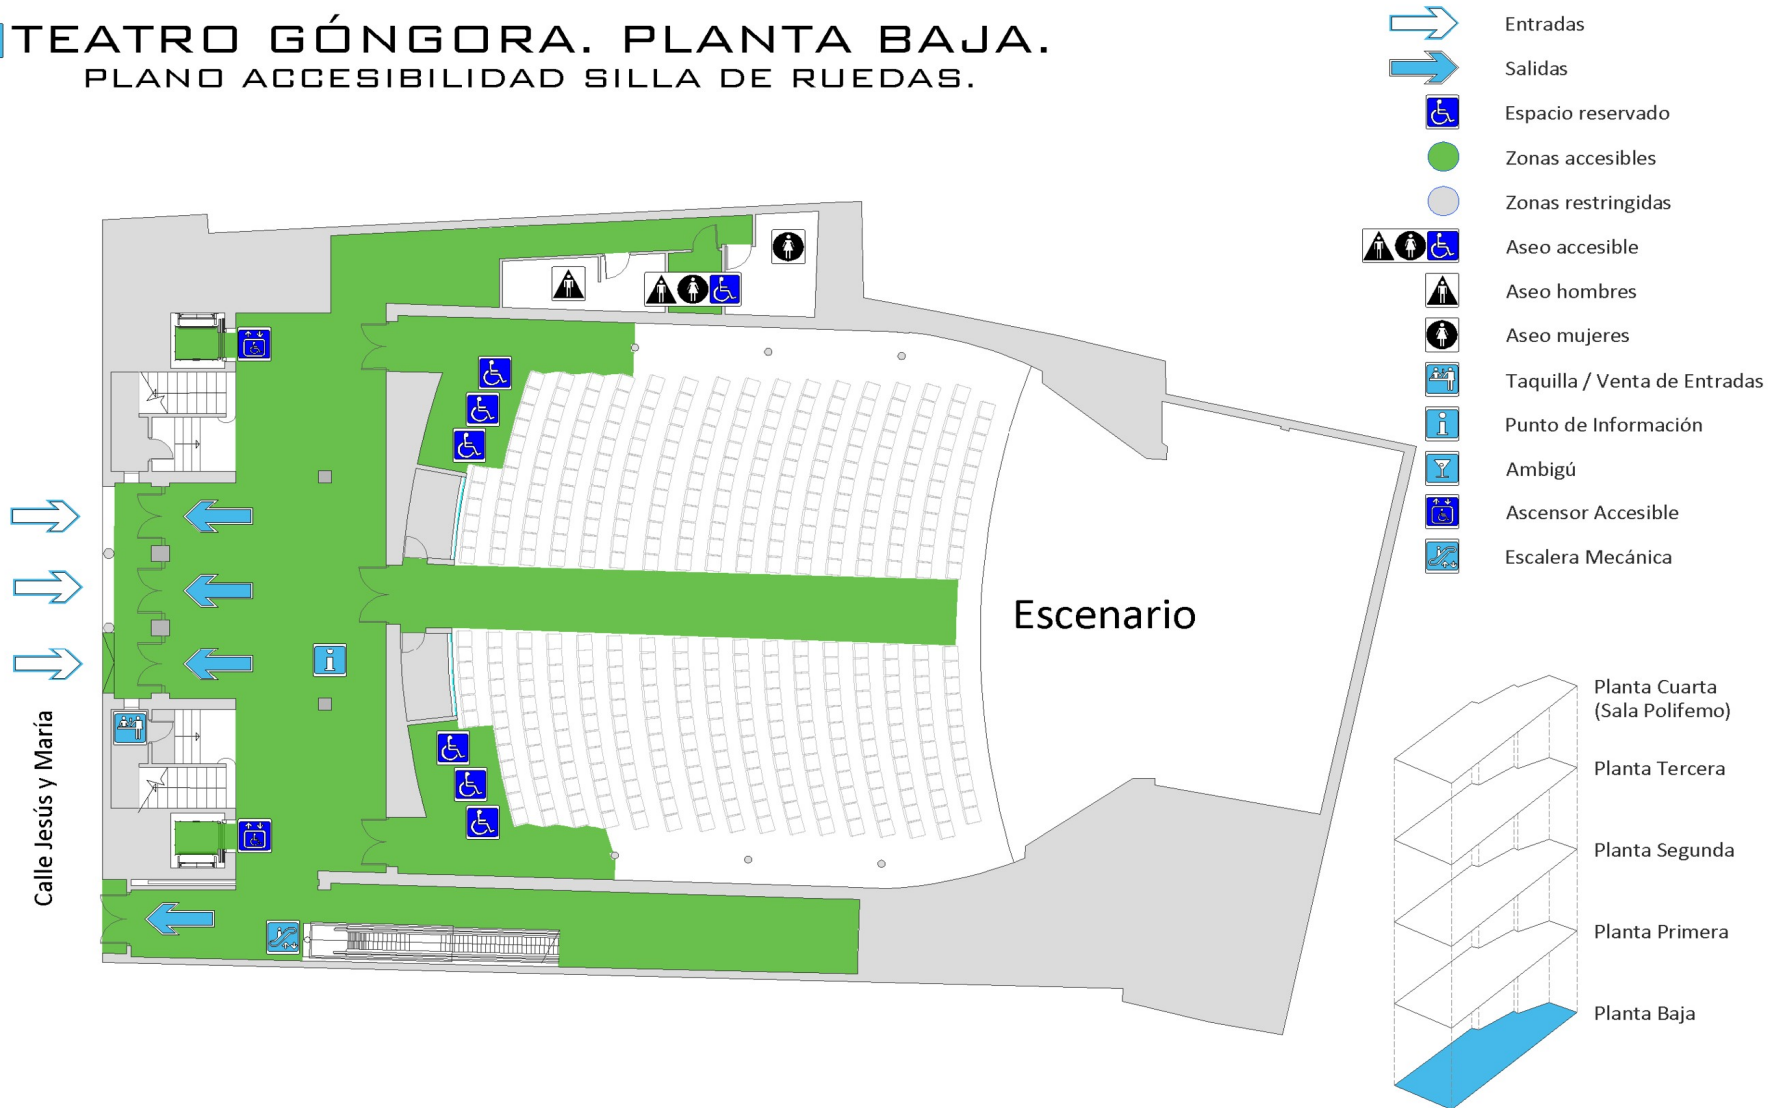 TEATRO GÓNGORA. PLANTA BAJA.
PLANO ACCESIBILIDAD SILLA DE RUEDAS.
Entradas
Salidas
Espacio reservado
Zonas accesibles
Zonas restringidas
Aseo accesible
Aseo hombres
Aseo mujeres
Taquilla / Venta de Entradas
Punto de Información
Ambigú
Ascensor Accesible
Escalera Mecánica
Escenario
Calle Jesús y María
Planta Cuarta
(Sala Polifemo)
Planta Tercera
Planta Segunda
Planta Primera
Planta Baja